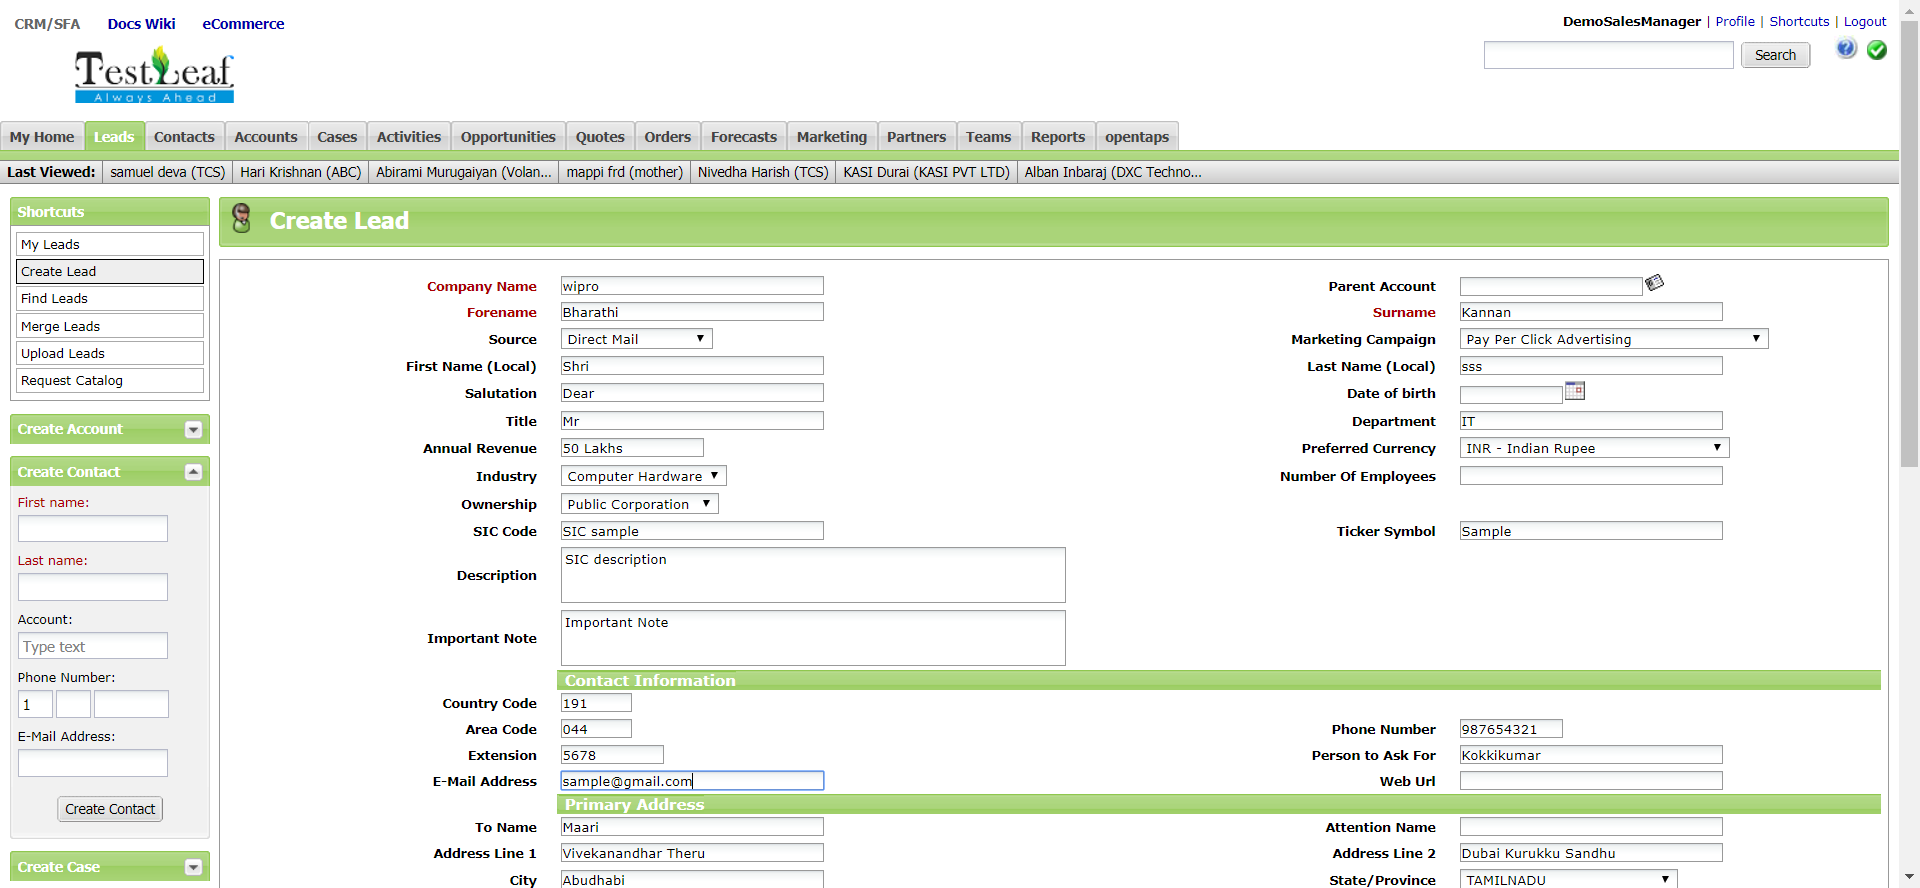 CRM/SFA Docs Wiki eCommerce
DemoSalesManager | Profile | Shortcuts | Logout
TestLeaf
Always Ahead
Search
My Home Leads Contacts Accounts Cases Activities Opportunities Quotes Orders Forecasts Marketing Partners Teams Reports opentaps
Last Viewed: samuel deva (TCS) Hari Krishnan (ABC) Abirami Murugaiyan (Volan... mappi frd (mother) Nivedha Harish (TCS) KASI Durai (KASI PVT LTD) Alban Inbaraj (DXC Techno...
Shortcuts
My Leads
Create Lead
Find Leads
Merge Leads
Upload Leads
Request Catalog
Create Account
Create Contact
First name:
Last name:
Account:
Type text
Phone Number:
1
E-Mail Address:
Create Contact
Create Case
Create Lead
Company Name wipro Parent Account
Forename Bharathi Surname Kannan
Source Direct Mail Marketing Campaign Pay Per Click Advertising
First Name (Local) Shri Last Name (Local) sss
Salutation Dear Date of birth
Title Mr Department IT
Annual Revenue 50 Lakhs Preferred Currency INR - Indian Rupee
Industry Computer Hardware Number Of Employees
Ownership Public Corporation
SIC Code SIC sample Ticker Symbol Sample
Description SIC description
Important Note Important Note
Contact Information
Country Code 191
Area Code 044 Phone Number 987654321
Extension 5678 Person to Ask For Kokkikumar
E-Mail Address sample@gmail.com Web Url
Primary Address
To Name Maari Attention Name
Address Line 1 Vivekanandhar Theru Address Line 2 Dubai Kurukku Sandhu
City Abudhabi State/Province TAMILNADU